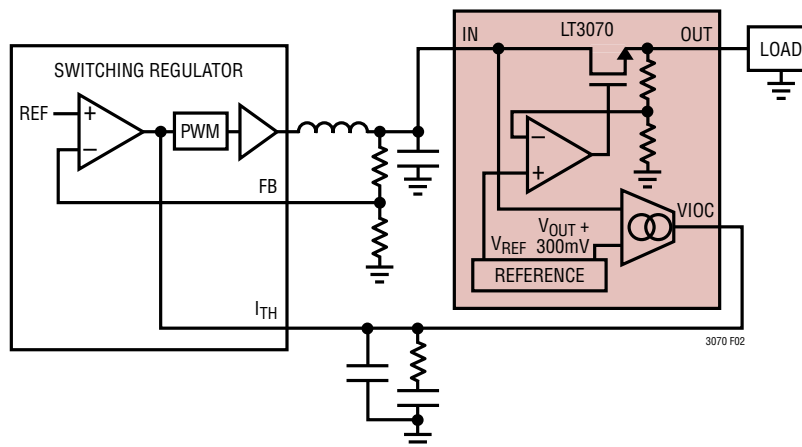 IN
LT3070
OUT
LOAD
SWITCHING REGULATOR
REF
+
−
PWM
−
+
FB
VIOC
VOUT +
300mV
VREF
REFERENCE
ITH
3070 F02